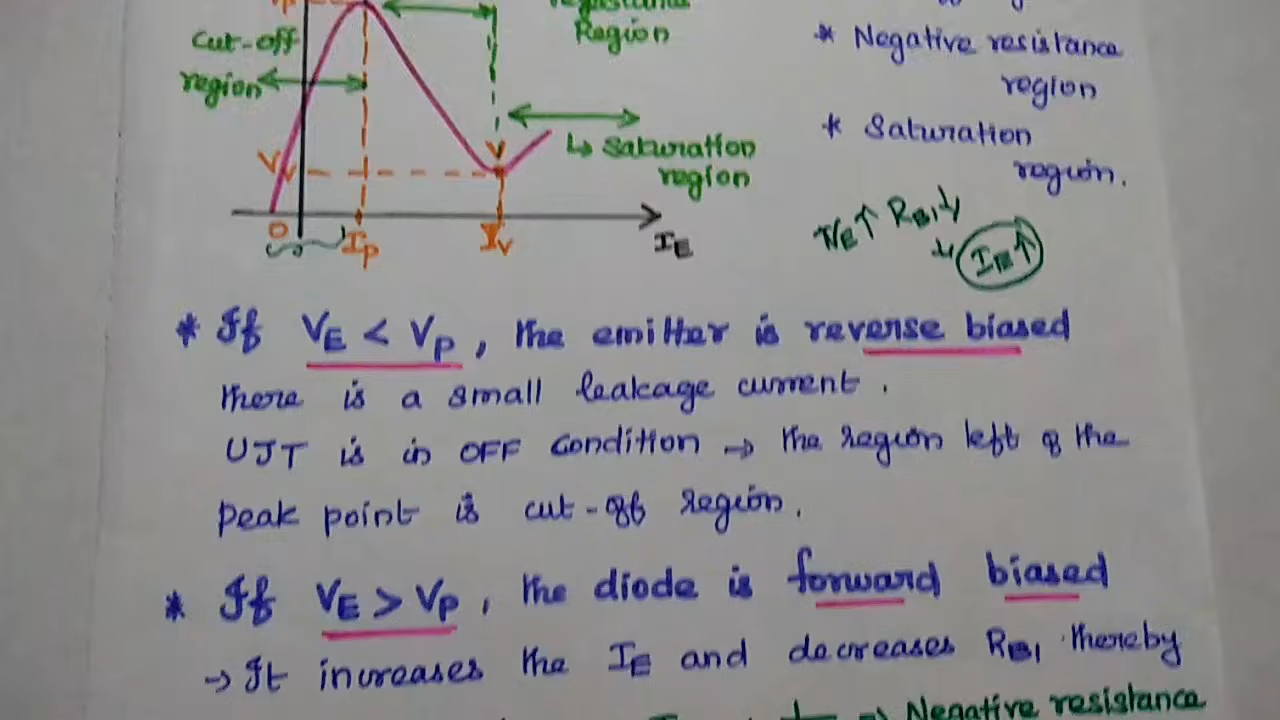 Region
Cut-off
region
* Negative resistance
region
* Saturation
region.
V
↳ Saturation
region
O
Ip
Iv
IE
VE↑ RB1↓
↓ IE↑
* If VE < VP, the emitter is reverse biased
there is a small leakage current.
UJT is in OFF condition → the region left of the
peak point is cut-off region.
* If VE > VP, the diode is forward biased
→ It increases the IE and decreases RB1 thereby
⇒ Negative resistance